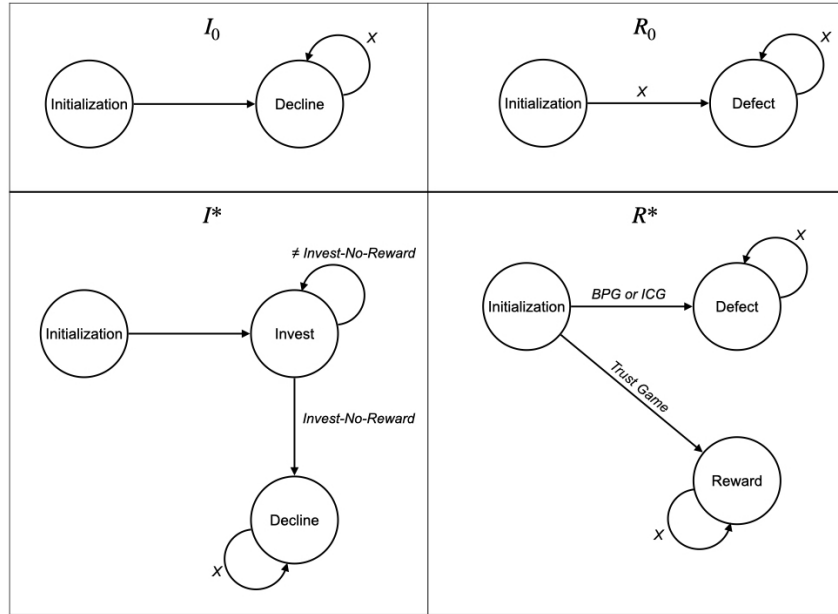 I₀
X
Initialization
Decline
R₀
X
X
Initialization
Defect
I*
≠ Invest-No-Reward
Initialization
Invest
Invest-No-Reward
Decline
X
R*
X
BPG or ICG
Initialization
Defect
Trust Game
Reward
X